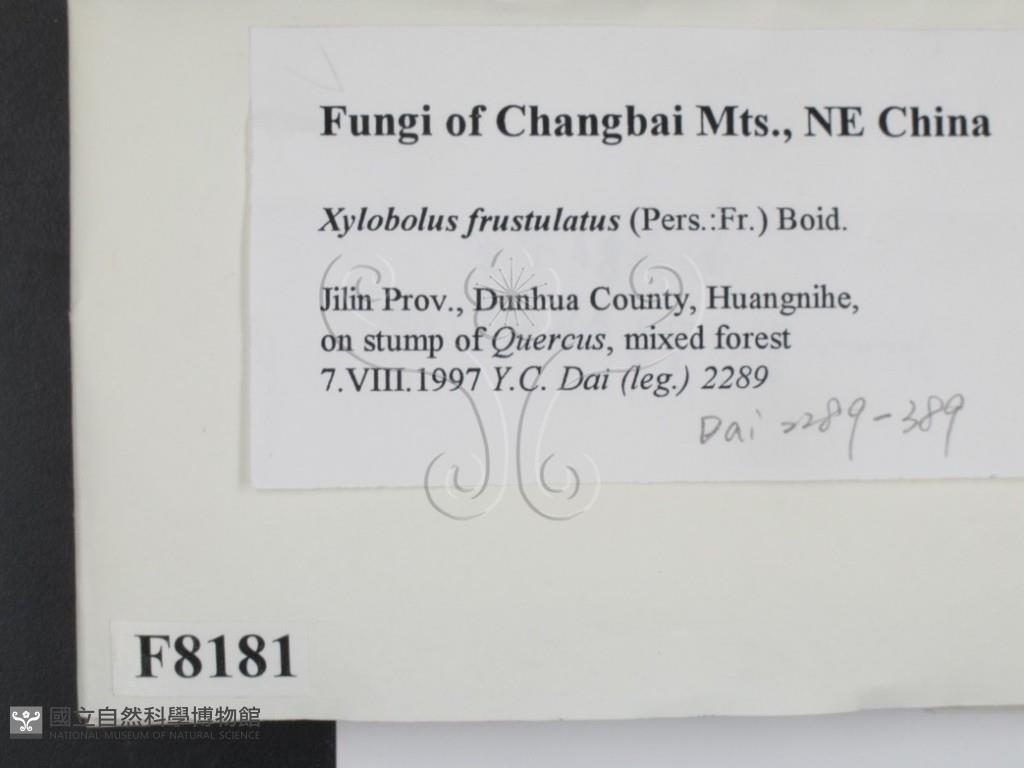 Fungi of Changbai Mts., NE China
Xylobolus frustulatus (Pers.:Fr.) Boid.
Jilin Prov., Dunhua County, Huangnihe,
on stump of Quercus, mixed forest
7.VIII.1997 Y.C. Dai (leg.) 2289
Dai 2289-389
F8181
國立自然科學博物館
NATIONAL MUSEUM OF NATURAL SCIENCE